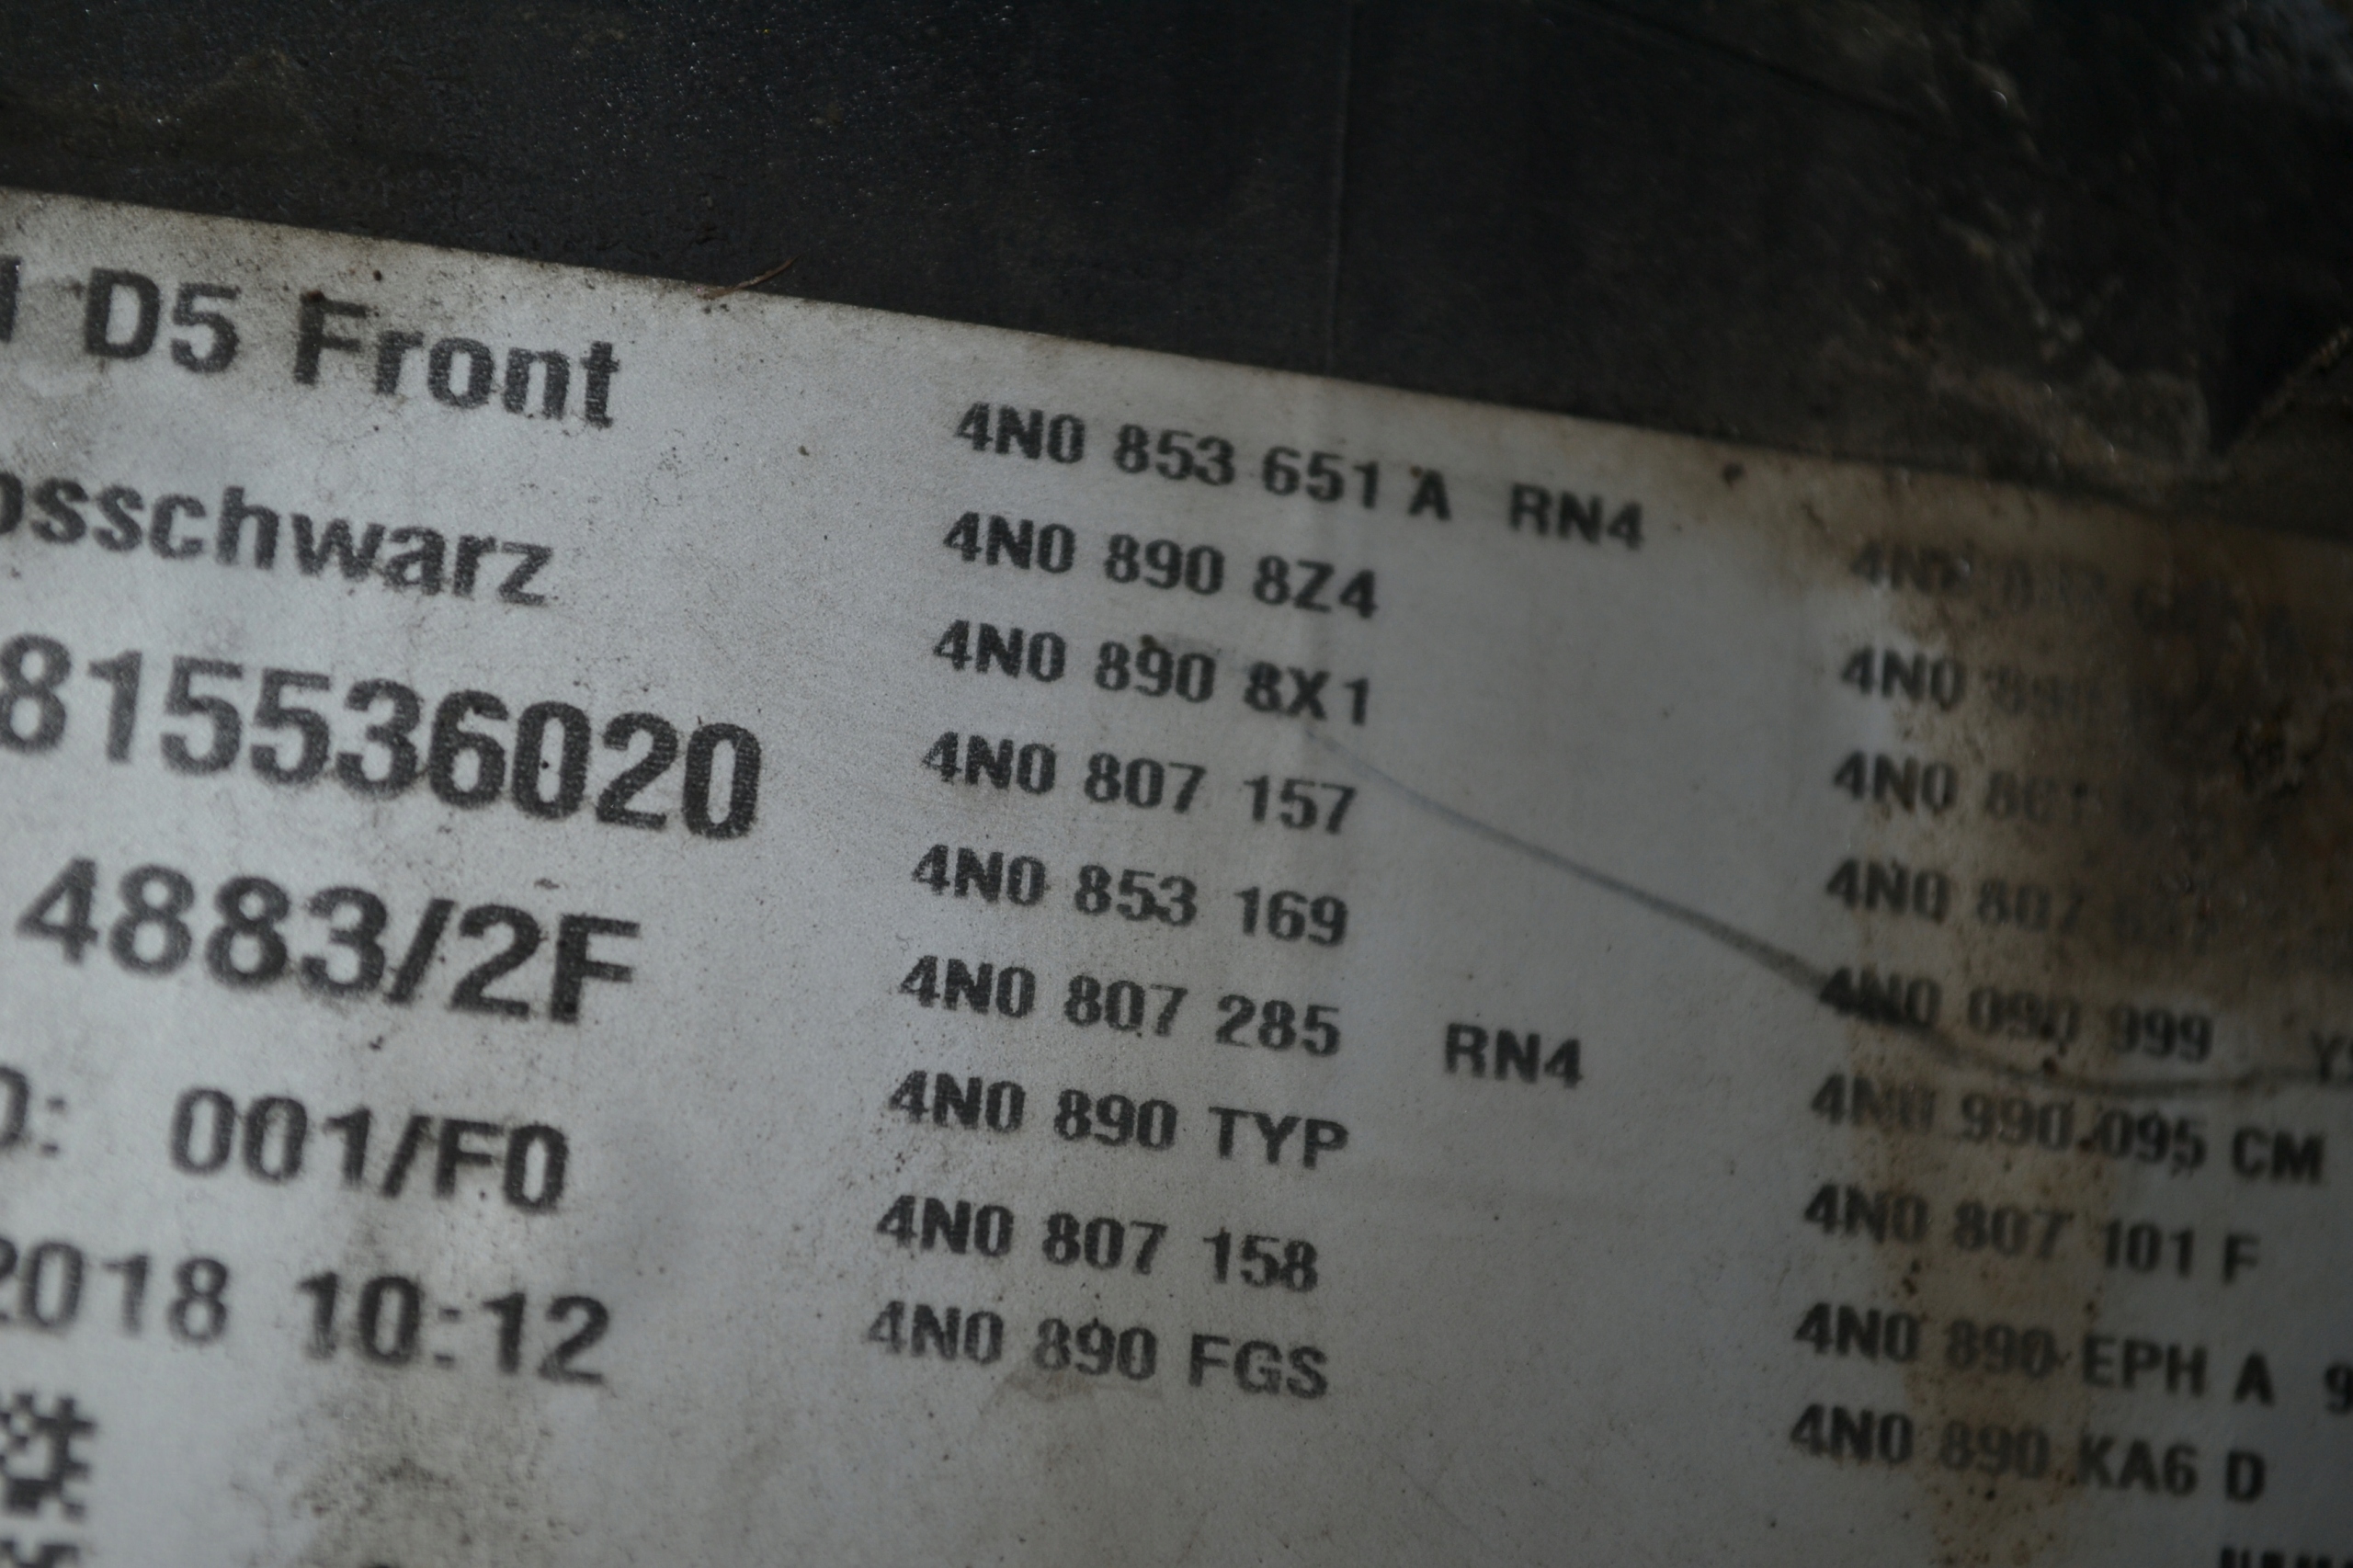 D5 Front
osschwarz
815536020
4883/2F
001/F0
2018 10:12
4N0 853 651 A RN4
4N0 890 8Z4
4N0 890 8X1
4N0 807 157
4N0 853 169
4N0 807 285 RN4
4N0 890 TYP
4N0 807 158
4N0 890 FGS
4N0
4N0
4N0 807
4N0 090 999
4N0 990 095 CM
4N0 807 101 F
4N0 890 EPH A 9
4N0 890 KA6 D